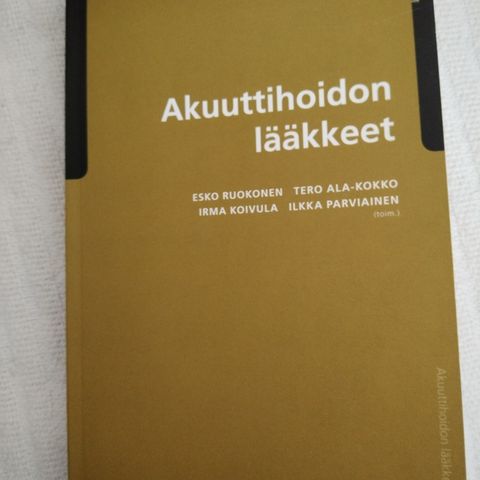 Akuuttihoidon
lääkkeet
ESKO RUOKONEN TERO ALA-KOKKO
IRMA KOIVULA ILKKA PARVIAINEN
(toim.)
Akuuttihoidon